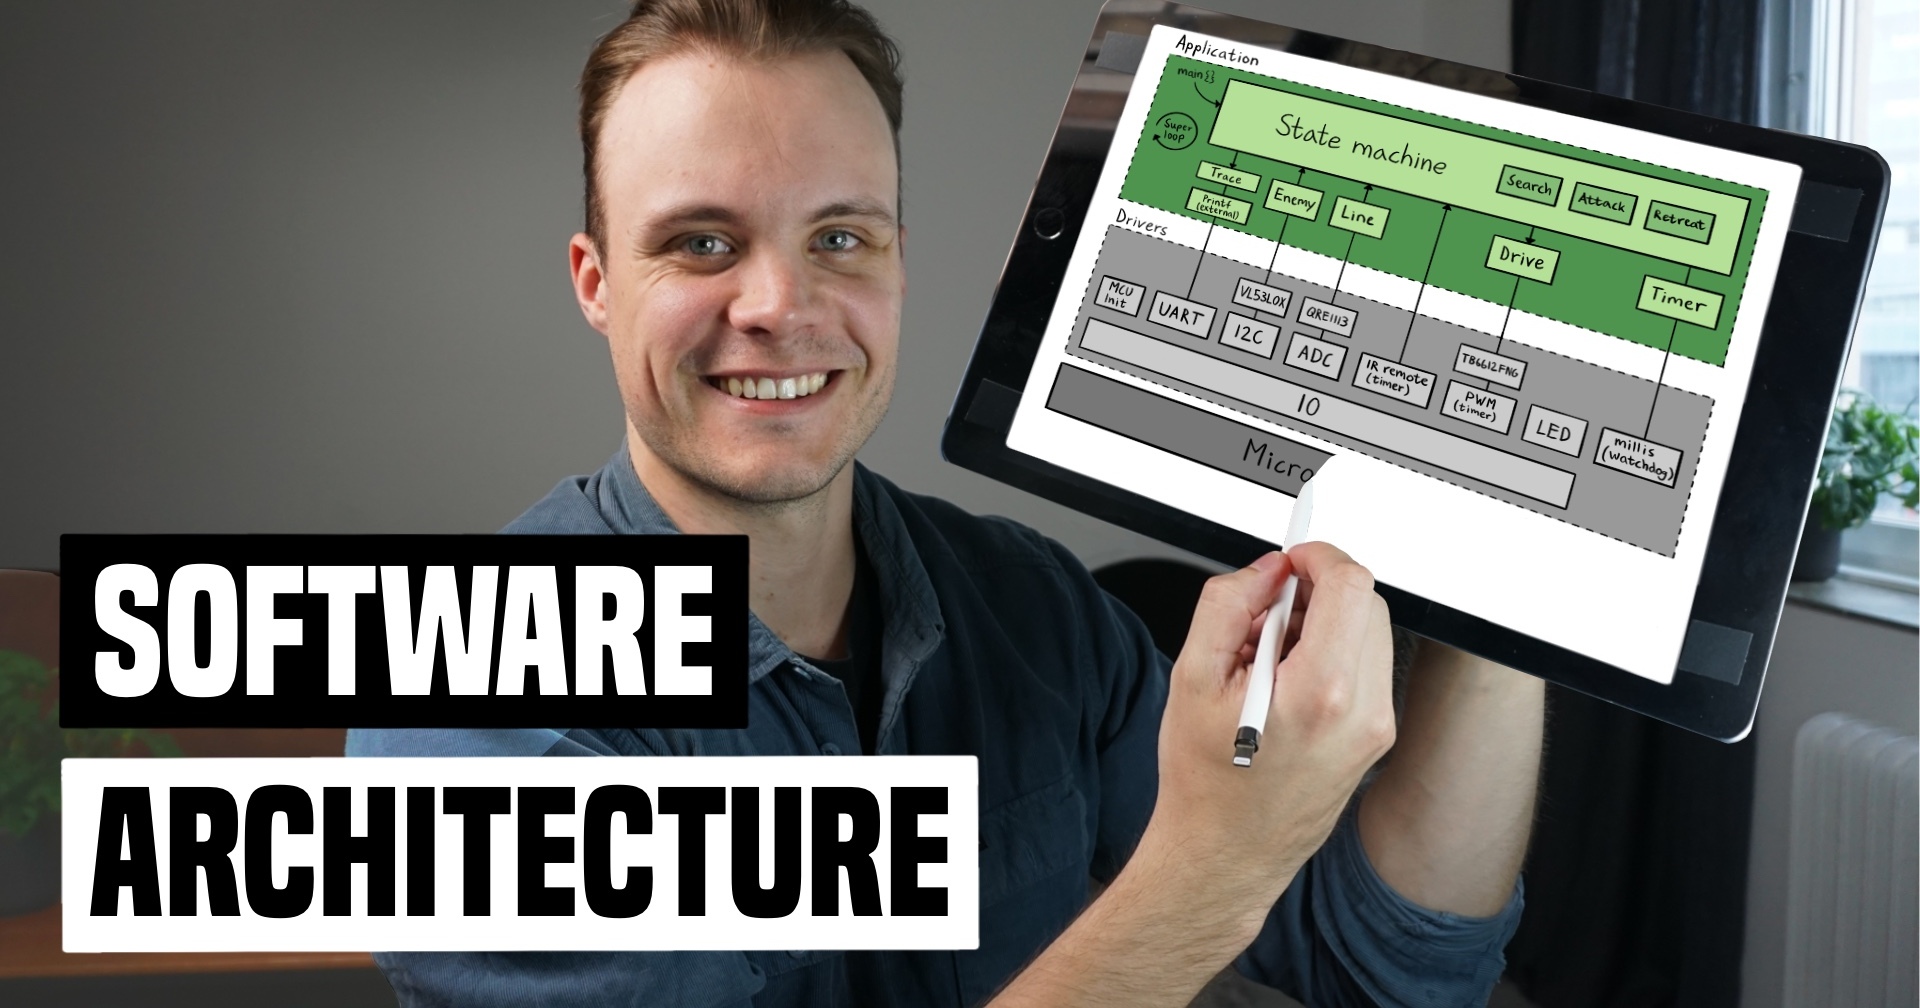 Application
main{}
Super
loop
State machine
Search
Attack
Retreat
Trace
Printf
(external)
Enemy
Line
Drive
Timer
Drivers
MCU
Init
UART
VL53L0X
I2C
QRE1113
ADC
IR remote
(timer)
TB6612FNG
PWM
(timer)
LED
millis
(watchdog)
IO
Micro
SOFTWARE
ARCHITECTURE